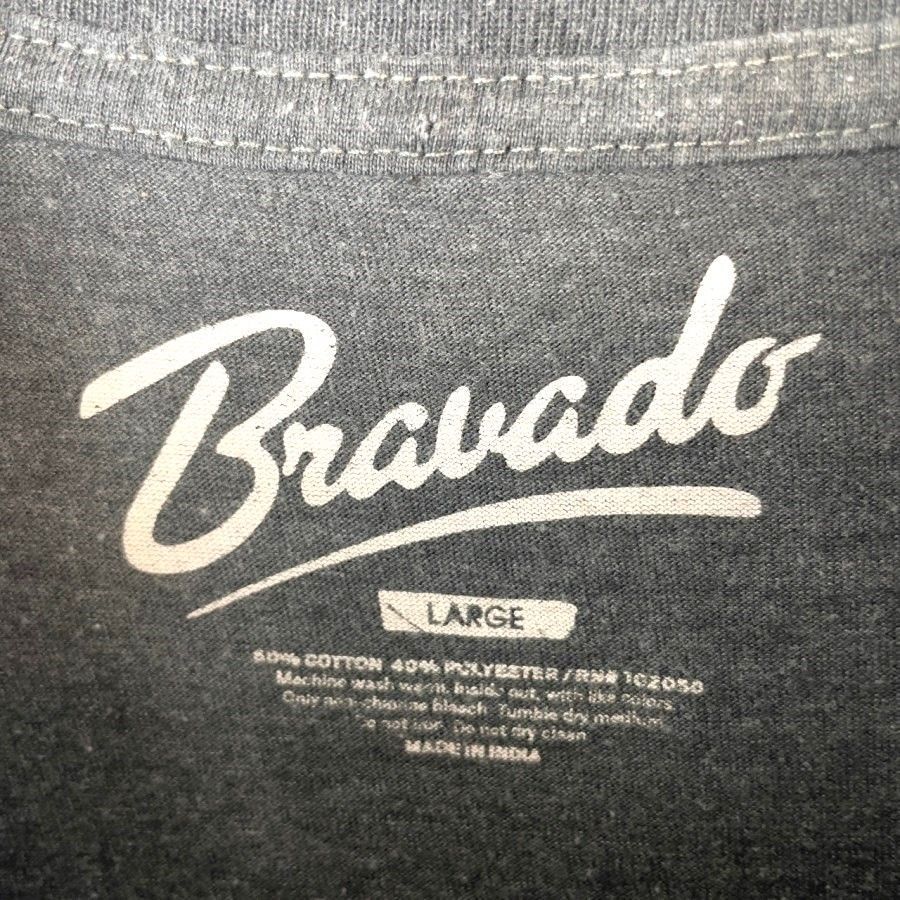 Bravado
LARGE
60% COTTON 40% POLYESTER / RN# 102050
Machine wash warm, inside out, with like colors.
Only non-chlorine bleach. Tumble dry medium.
Do not iron. Do not dry clean.
MADE IN INDIA